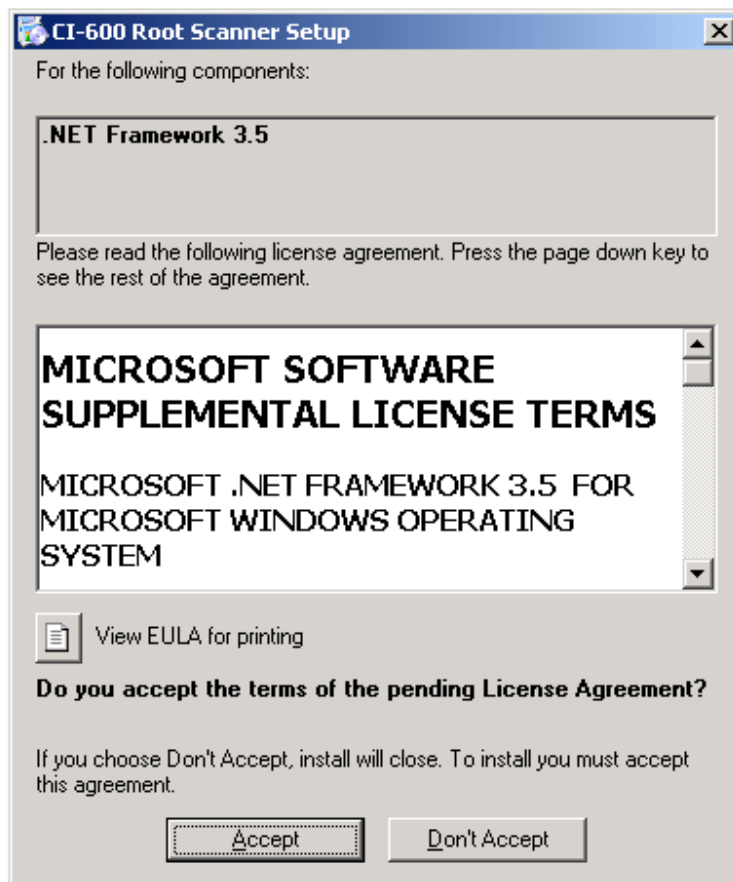 CI-600 Root Scanner Setup
For the following components:
.NET Framework 3.5
Please read the following license agreement. Press the page down key to
see the rest of the agreement.
MICROSOFT SOFTWARE
SUPPLEMENTAL LICENSE TERMS
MICROSOFT .NET FRAMEWORK 3.5  FOR
MICROSOFT WINDOWS OPERATING
SYSTEM
View EULA for printing
Do you accept the terms of the pending License Agreement?
If you choose Don't Accept, install will close. To install you must accept
this agreement.
Accept
Don't Accept